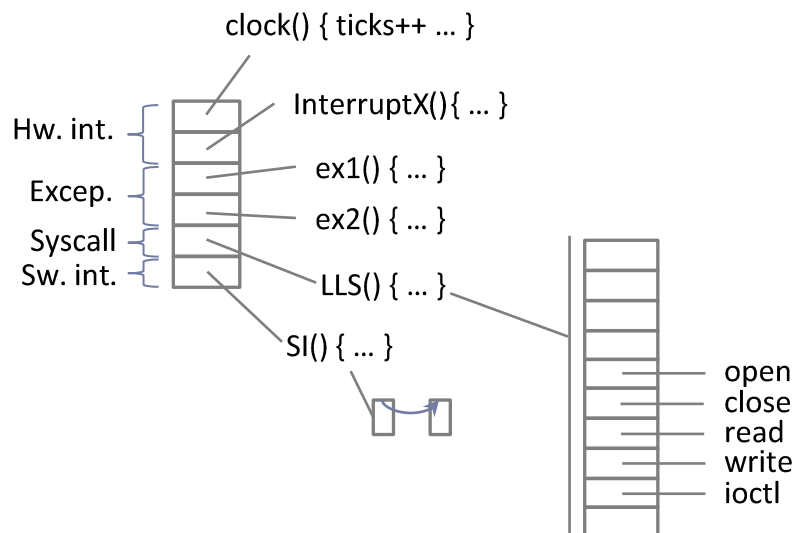 clock() { ticks++ … }
InterruptX(){ … }
Hw. int.
ex1() { … }
Excep.
ex2() { … }
Syscall
Sw. int.
LLS() { … }
SI() { … }
open
close
read
write
ioctl